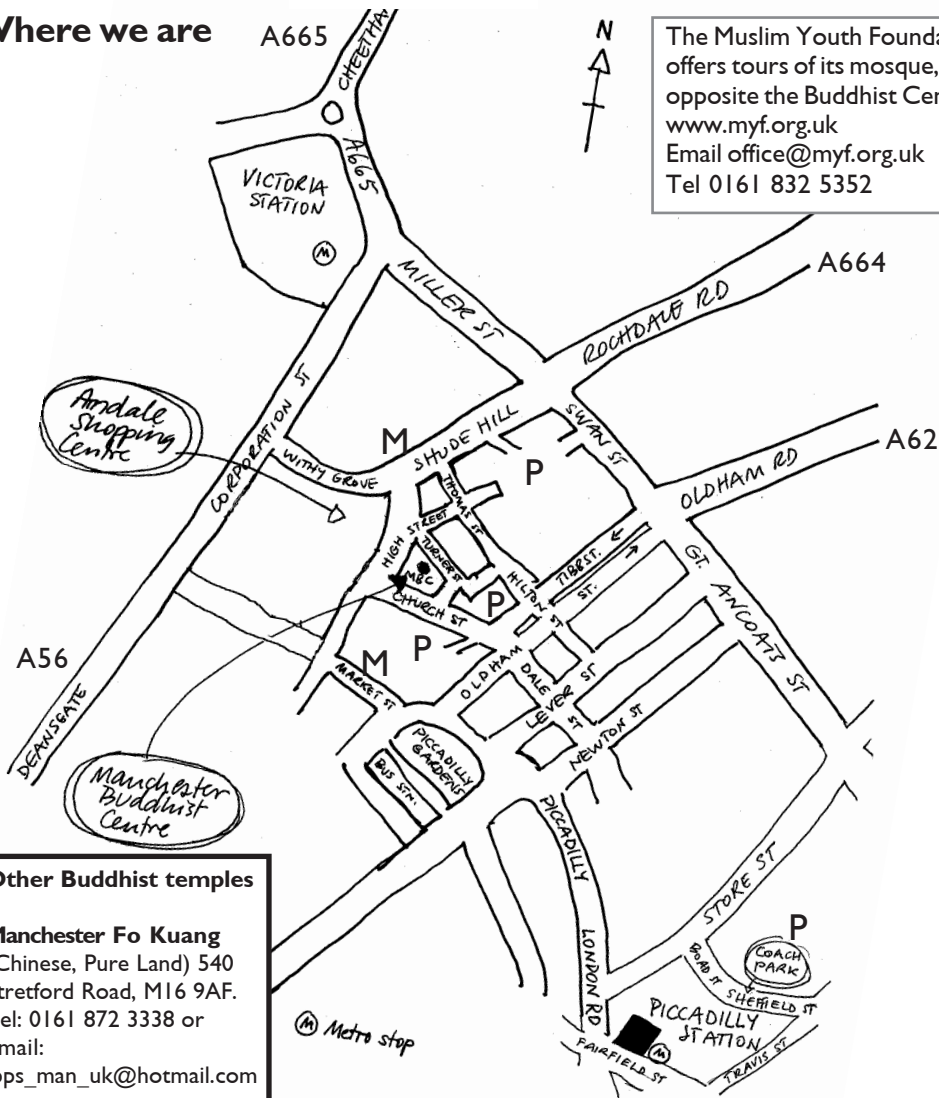 Where we are
A665
CHEETHA
N
The Muslim Youth Founda
offers tours of its mosque,
opposite the Buddhist Cen
www.myf.org.uk
Email office@myf.org.uk
Tel 0161 832 5352
A665
VICTORIA
STATION
M
MILLER ST
A664
ROCHDALE RD
Arndale
Shopping
Centre
CORPORATION ST
WITHY GROVE
M
SHUDE HILL
SWAN ST
P
A62
OLDHAM RD
THOMAS ST
HIGH STREET
TURNER ST
MBC
CHURCH ST
P
HILTON ST
TIB ST.
ST.
GT. ANCOATS ST
A56
DEANSGATE
M
P
MARKET ST
OLDHAM
DALE ST
LEVER ST
NEWTON ST
PICCADILLY
GARDENS
BUS STN.
Manchester
Buddhist
Centre
PICCADILLY
STORE ST
P
COACH
PARK
BOAD ST
SHEFFIELD ST
LONDON RD
PICCADILLY
STATION
M
FAIRFIELD ST
TRAVIS ST
M Metro stop
Other Buddhist temples
Manchester Fo Kuang
Chinese, Pure Land) 540
tretford Road, M16 9AF.
el: 0161 872 3338 or
mail:
ps_man_uk@hotmail.com